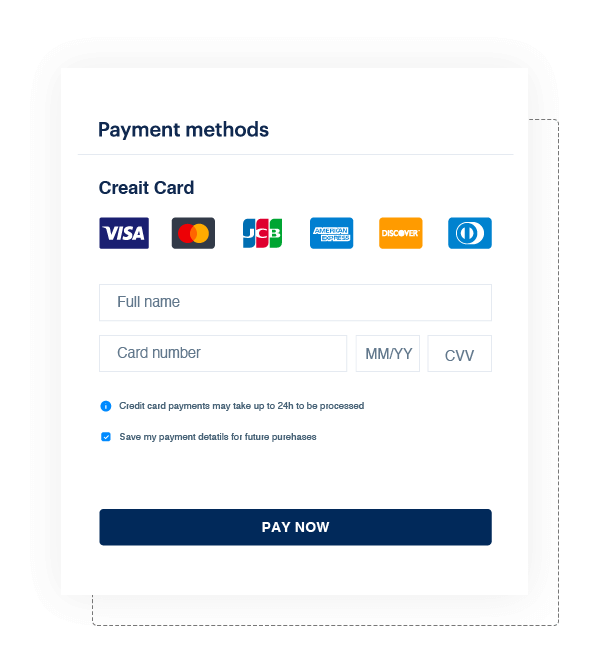 Payment methods
Creait Card
VISA JCB AMERICAN EXPRESS DISCOVER
Full name
Card number MM/YY CVV
Credit card payments may take up to 24h to be processed
Save my payment detatils for future purehases
PAY NOW